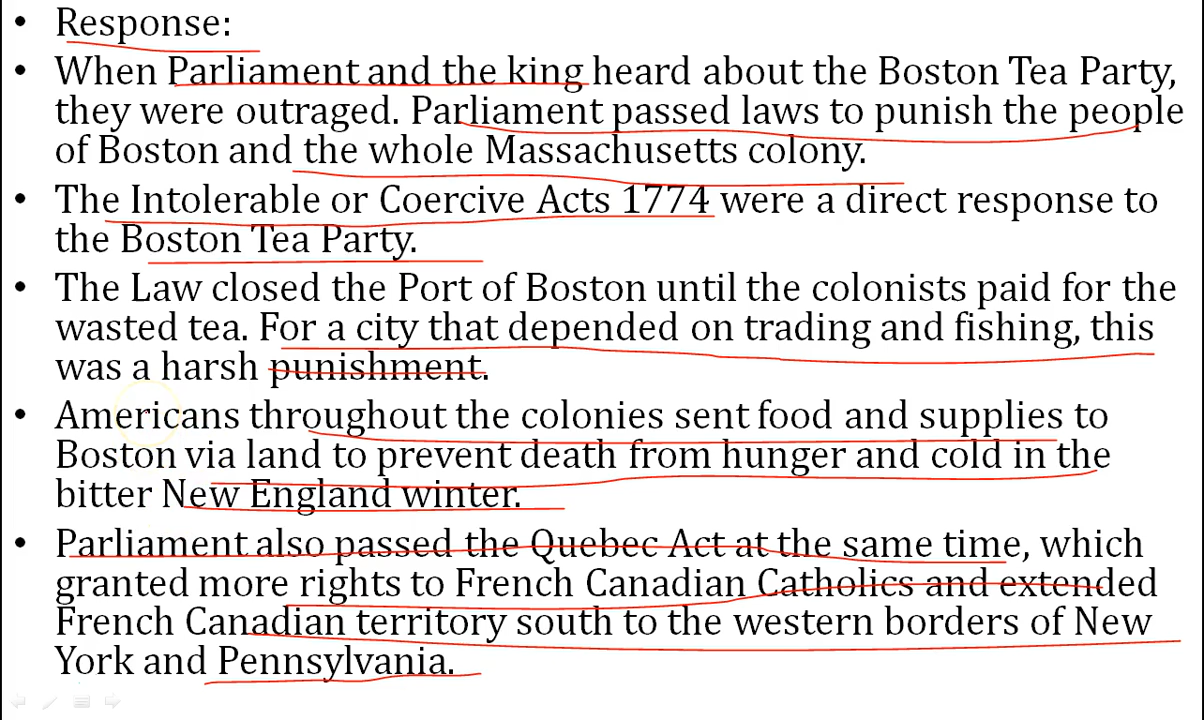 • Response:
• When Parliament and the king heard about the Boston Tea Party,
they were outraged. Parliament passed laws to punish the people
of Boston and the whole Massachusetts colony.
• The Intolerable or Coercive Acts 1774 were a direct response to
the Boston Tea Party.
• The Law closed the Port of Boston until the colonists paid for the
wasted tea. For a city that depended on trading and fishing, this
was a harsh punishment.
• Americans throughout the colonies sent food and supplies to
Boston via land to prevent death from hunger and cold in the
bitter New England winter.
• Parliament also passed the Quebec Act at the same time, which
granted more rights to French Canadian Catholics and extended
French Canadian territory south to the western borders of New
York and Pennsylvania.